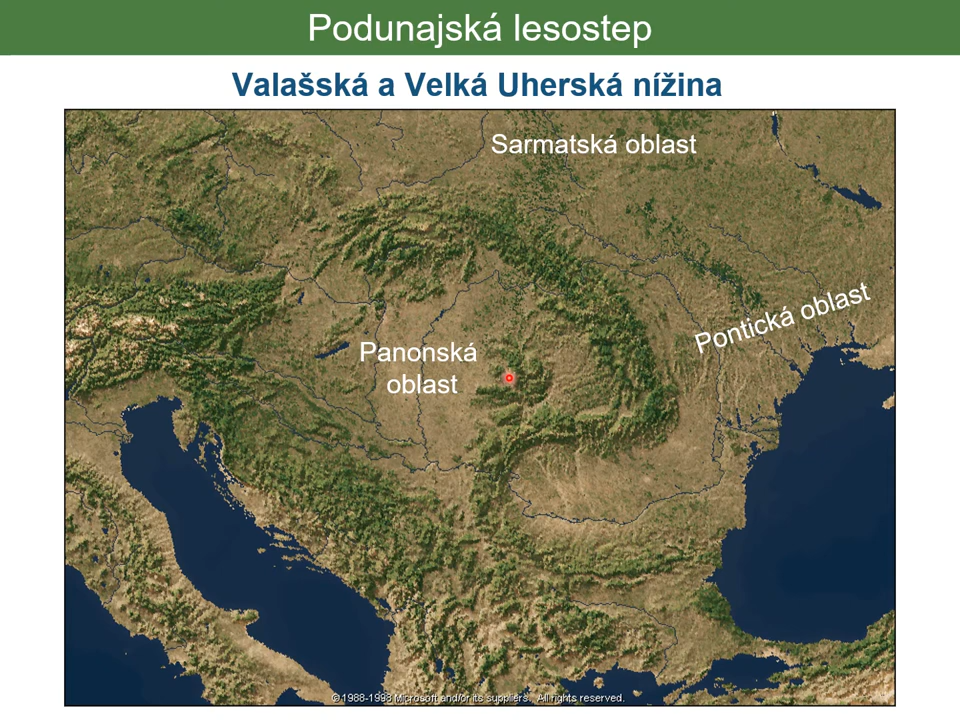 Podunajská lesostep
Valašská a Velká Uherská nížina
Sarmatská oblast
Pontická oblast
Panonská
oblast
©1988-1998 Microsoft and/or its suppliers. All rights reserved.